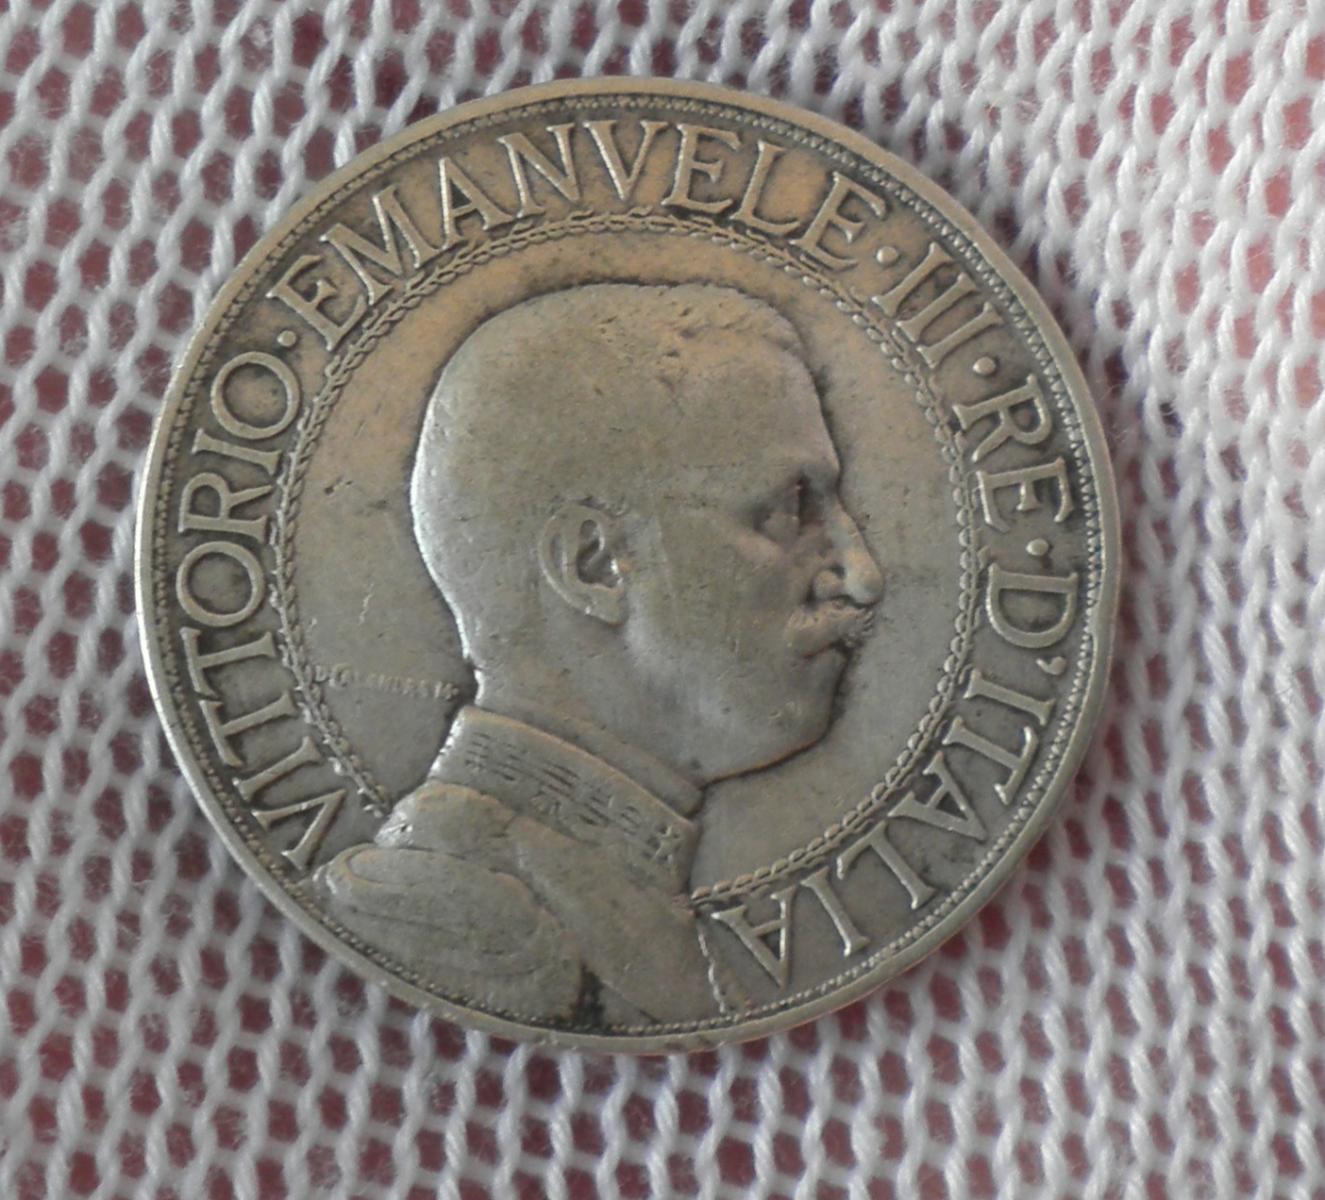 VITTORIO · EMANVELE · III · RE · D'ITALIA